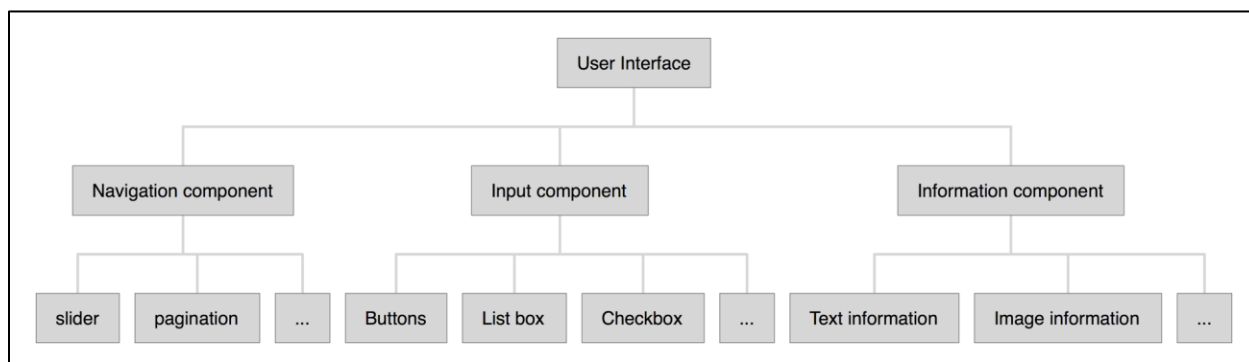 User Interface
Navigation component
Input component
Information component
slider
pagination
...
Buttons
List box
Checkbox
...
Text information
Image information
...